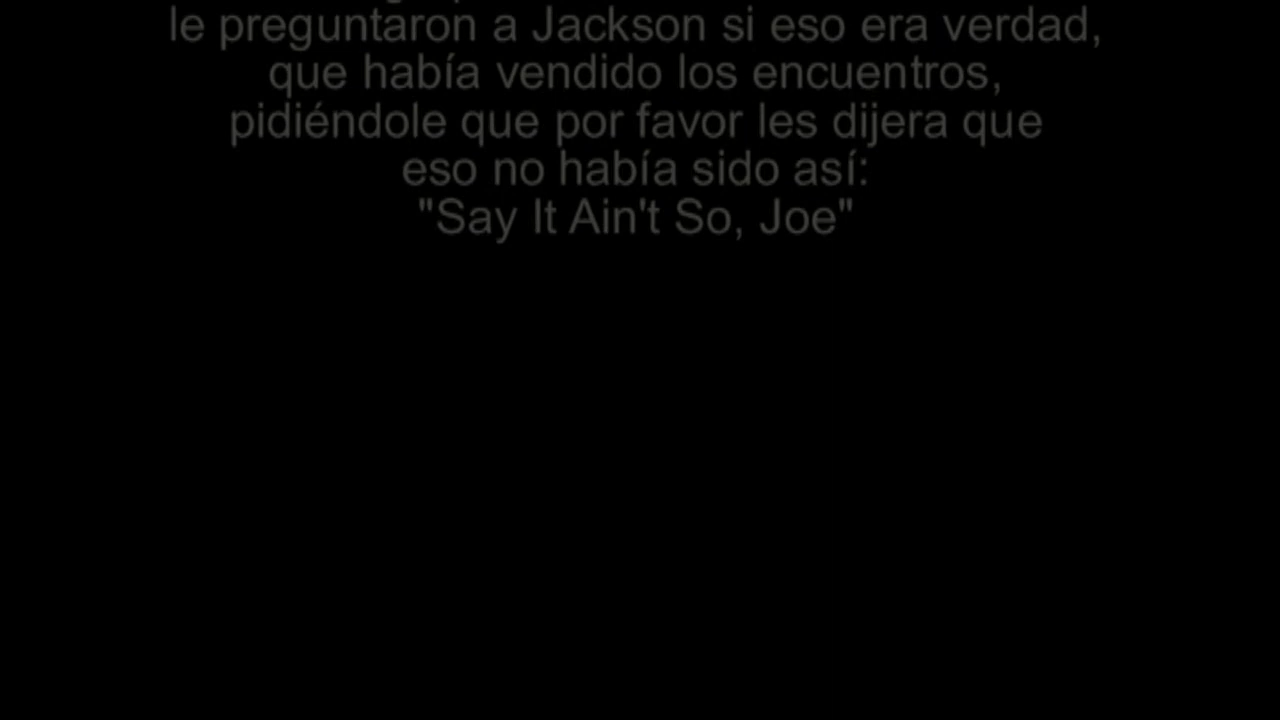 le preguntaron a Jackson si eso era verdad,
que había vendido los encuentros,
pidiéndole que por favor les dijera que
eso no había sido así:
"Say It Ain't So, Joe"